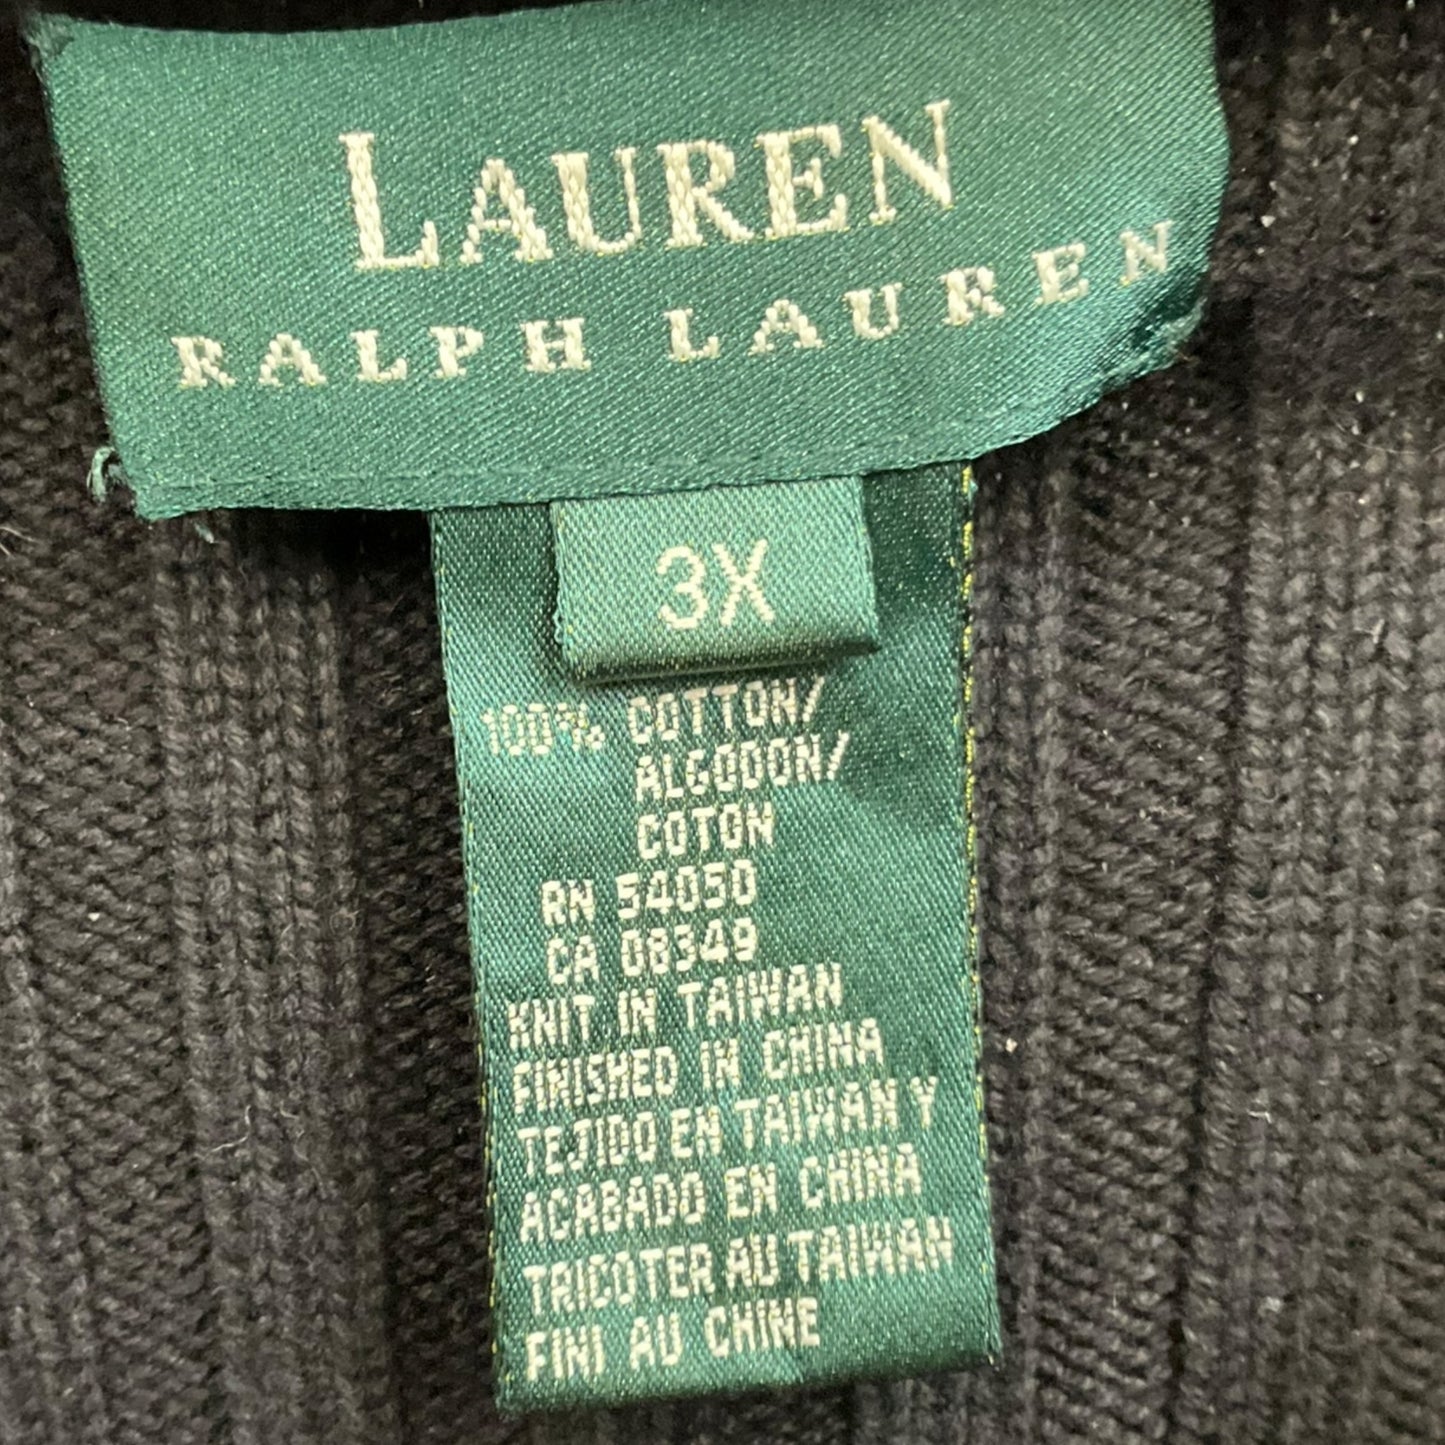 LAUREN
RALPH LAUREN
3X
100% COTTON/
ALGODON/
COTON
RN 54050
CA 08349
KNIT IN TAIWAN
FINISHED IN CHINA
TEJIDO EN TAIWAN Y
ACABADO EN CHINA
TRICOTER AU TAIWAN
FINI AU CHINE